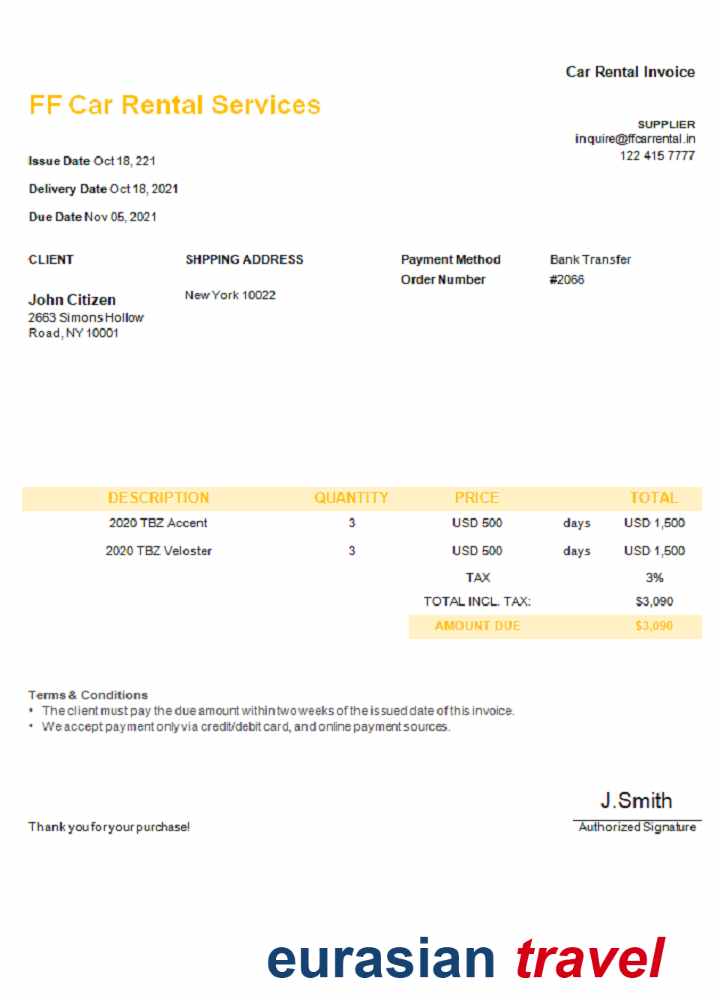 Car Rental Invoice
FF Car Rental Services
SUPPLIER
inquire@ffcarrental.in
122 415 7777
Issue Date Oct 18, 221
Delivery Date Oct 18, 2021
Due Date Nov 05, 2021
CLIENT SHPPING ADDRESS Payment Method Bank Transfer
Order Number #2066
John Citizen New York 10022
2663 Simons Hollow
Road, NY 10001
DESCRIPTION QUANTITY PRICE TOTAL
2020 TBZ Accent 3 USD 500 days USD 1,500
2020 TBZ Veloster 3 USD 500 days USD 1,500
TAX 3%
TOTAL INCL. TAX: $3,090
AMOUNT DUE $3,090
Terms & Conditions
• The client must pay the due amount within two weeks of the issued date of this invoice.
• We accept payment only via credit/debit card, and online payment sources.
J.Smith
Thank you for your purchase! Authorized Signature
eurasian travel